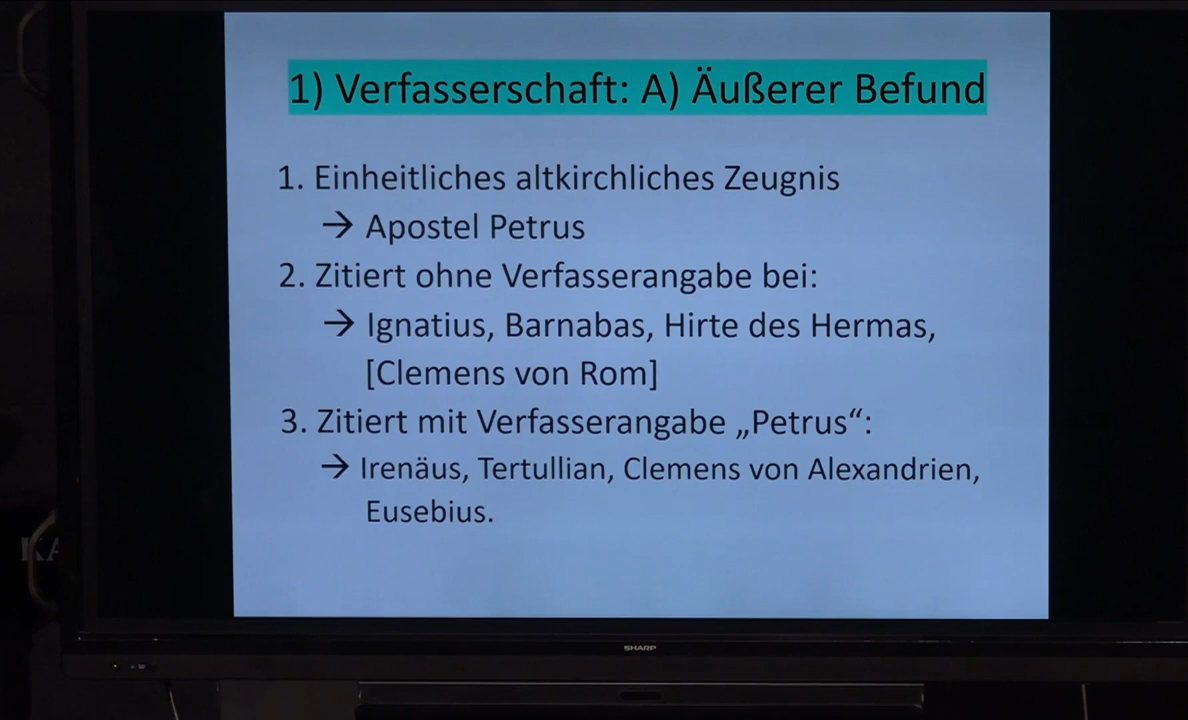 1) Verfasserschaft: A) Äußerer Befund
1. Einheitliches altkirchliches Zeugnis
→ Apostel Petrus
2. Zitiert ohne Verfasserangabe bei:
→ Ignatius, Barnabas, Hirte des Hermas,
[Clemens von Rom]
3. Zitiert mit Verfasserangabe „Petrus“:
→ Irenäus, Tertullian, Clemens von Alexandrien,
Eusebius.
KA
SHARP